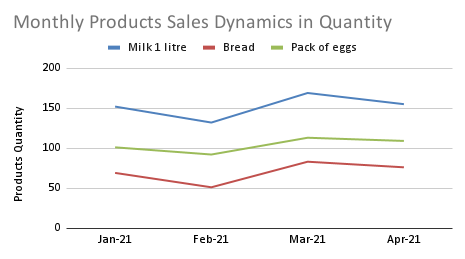 Monthly Products Sales Dynamics in Quantity
Milk 1 litre Bread Pack of eggs
200
150
100
50
0
Products Quantity
Jan-21 Feb-21 Mar-21 Apr-21